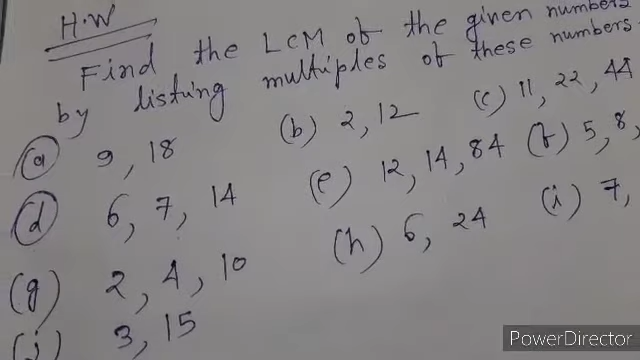 H.W
Find the LCM of the given numbers
by listing multiples of these numbers.
(a) 9, 18 (b) 2, 12 (c) 11, 22, 44
(d) 6, 7, 14 (e) 12, 14, 84 (f) 5, 8,
(g) 2, 4, 10 (h) 6, 24 (i) 7,
(j) 3, 15
PowerDirector